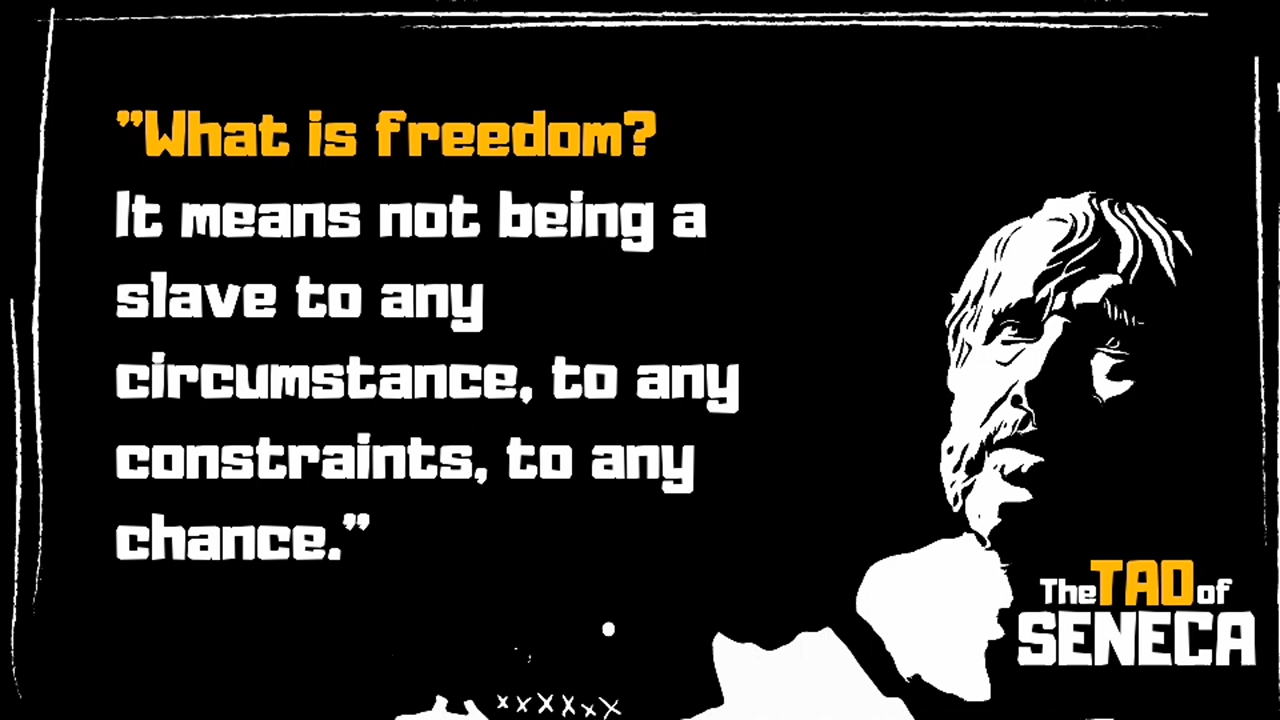 ”What is freedom?
It means not being a
slave to any
circumstance, to any
constraints, to any
chance.”
The TAO of
SENECA
xxXXxX